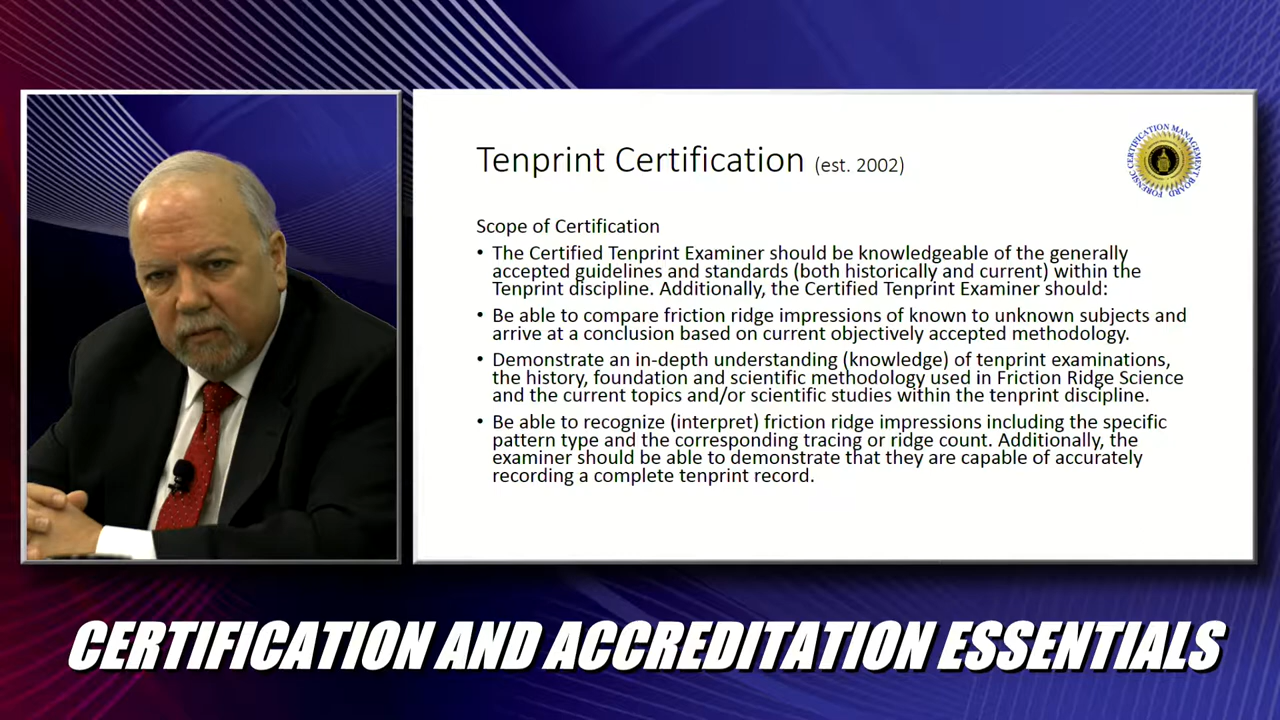 Tenprint Certification (est. 2002)
FORENSIC CERTIFICATION MANAGEMENT BOARD
Scope of Certification
• The Certified Tenprint Examiner should be knowledgeable of the generally
accepted guidelines and standards (both historically and current) within the
Tenprint discipline. Additionally, the Certified Tenprint Examiner should:
• Be able to compare friction ridge impressions of known to unknown subjects and
arrive at a conclusion based on current objectively accepted methodology.
• Demonstrate an in-depth understanding (knowledge) of tenprint examinations,
the history, foundation and scientific methodology used in Friction Ridge Science
and the current topics and/or scientific studies within the tenprint discipline.
• Be able to recognize (interpret) friction ridge impressions including the specific
pattern type and the corresponding tracing or ridge count. Additionally, the
examiner should be able to demonstrate that they are capable of accurately
recording a complete tenprint record.
CERTIFICATION AND ACCREDITATION ESSENTIALS